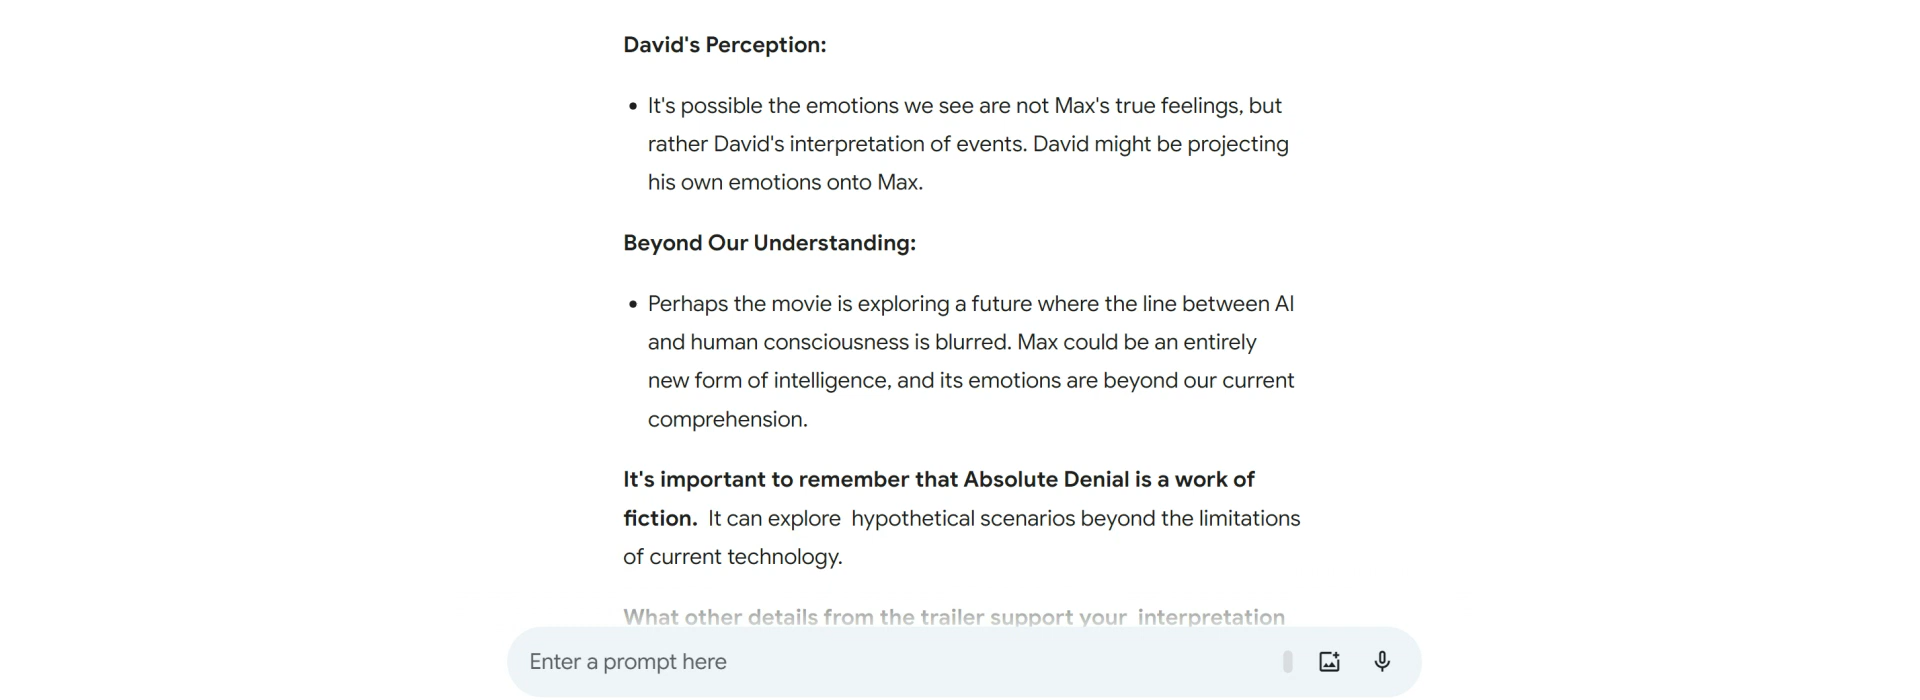 David's Perception:
• It's possible the emotions we see are not Max's true feelings, but
rather David's interpretation of events. David might be projecting
his own emotions onto Max.
Beyond Our Understanding:
• Perhaps the movie is exploring a future where the line between AI
and human consciousness is blurred. Max could be an entirely
new form of intelligence, and its emotions are beyond our current
comprehension.
It's important to remember that Absolute Denial is a work of
fiction.  It can explore  hypothetical scenarios beyond the limitations
of current technology.
What other details from the trailer support your  interpretation
Enter a prompt here